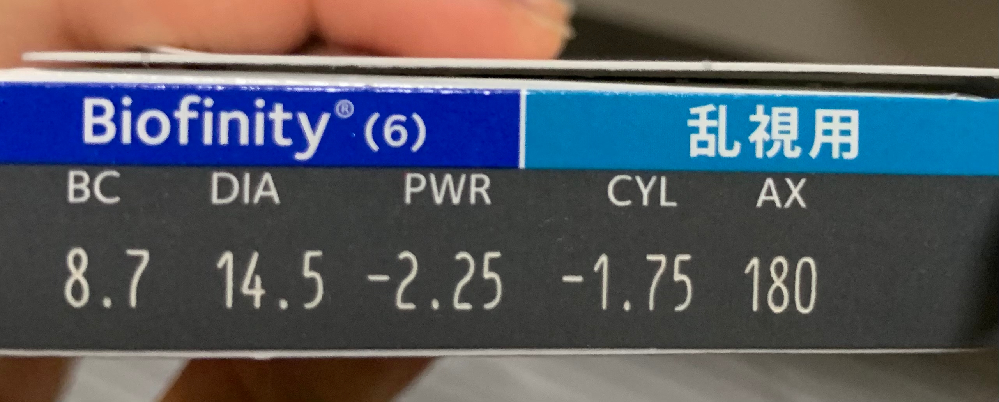 Biofinity® (6) 乱視用
BC DIA PWR CYL AX
8.7 14.5 -2.25 -1.75 180